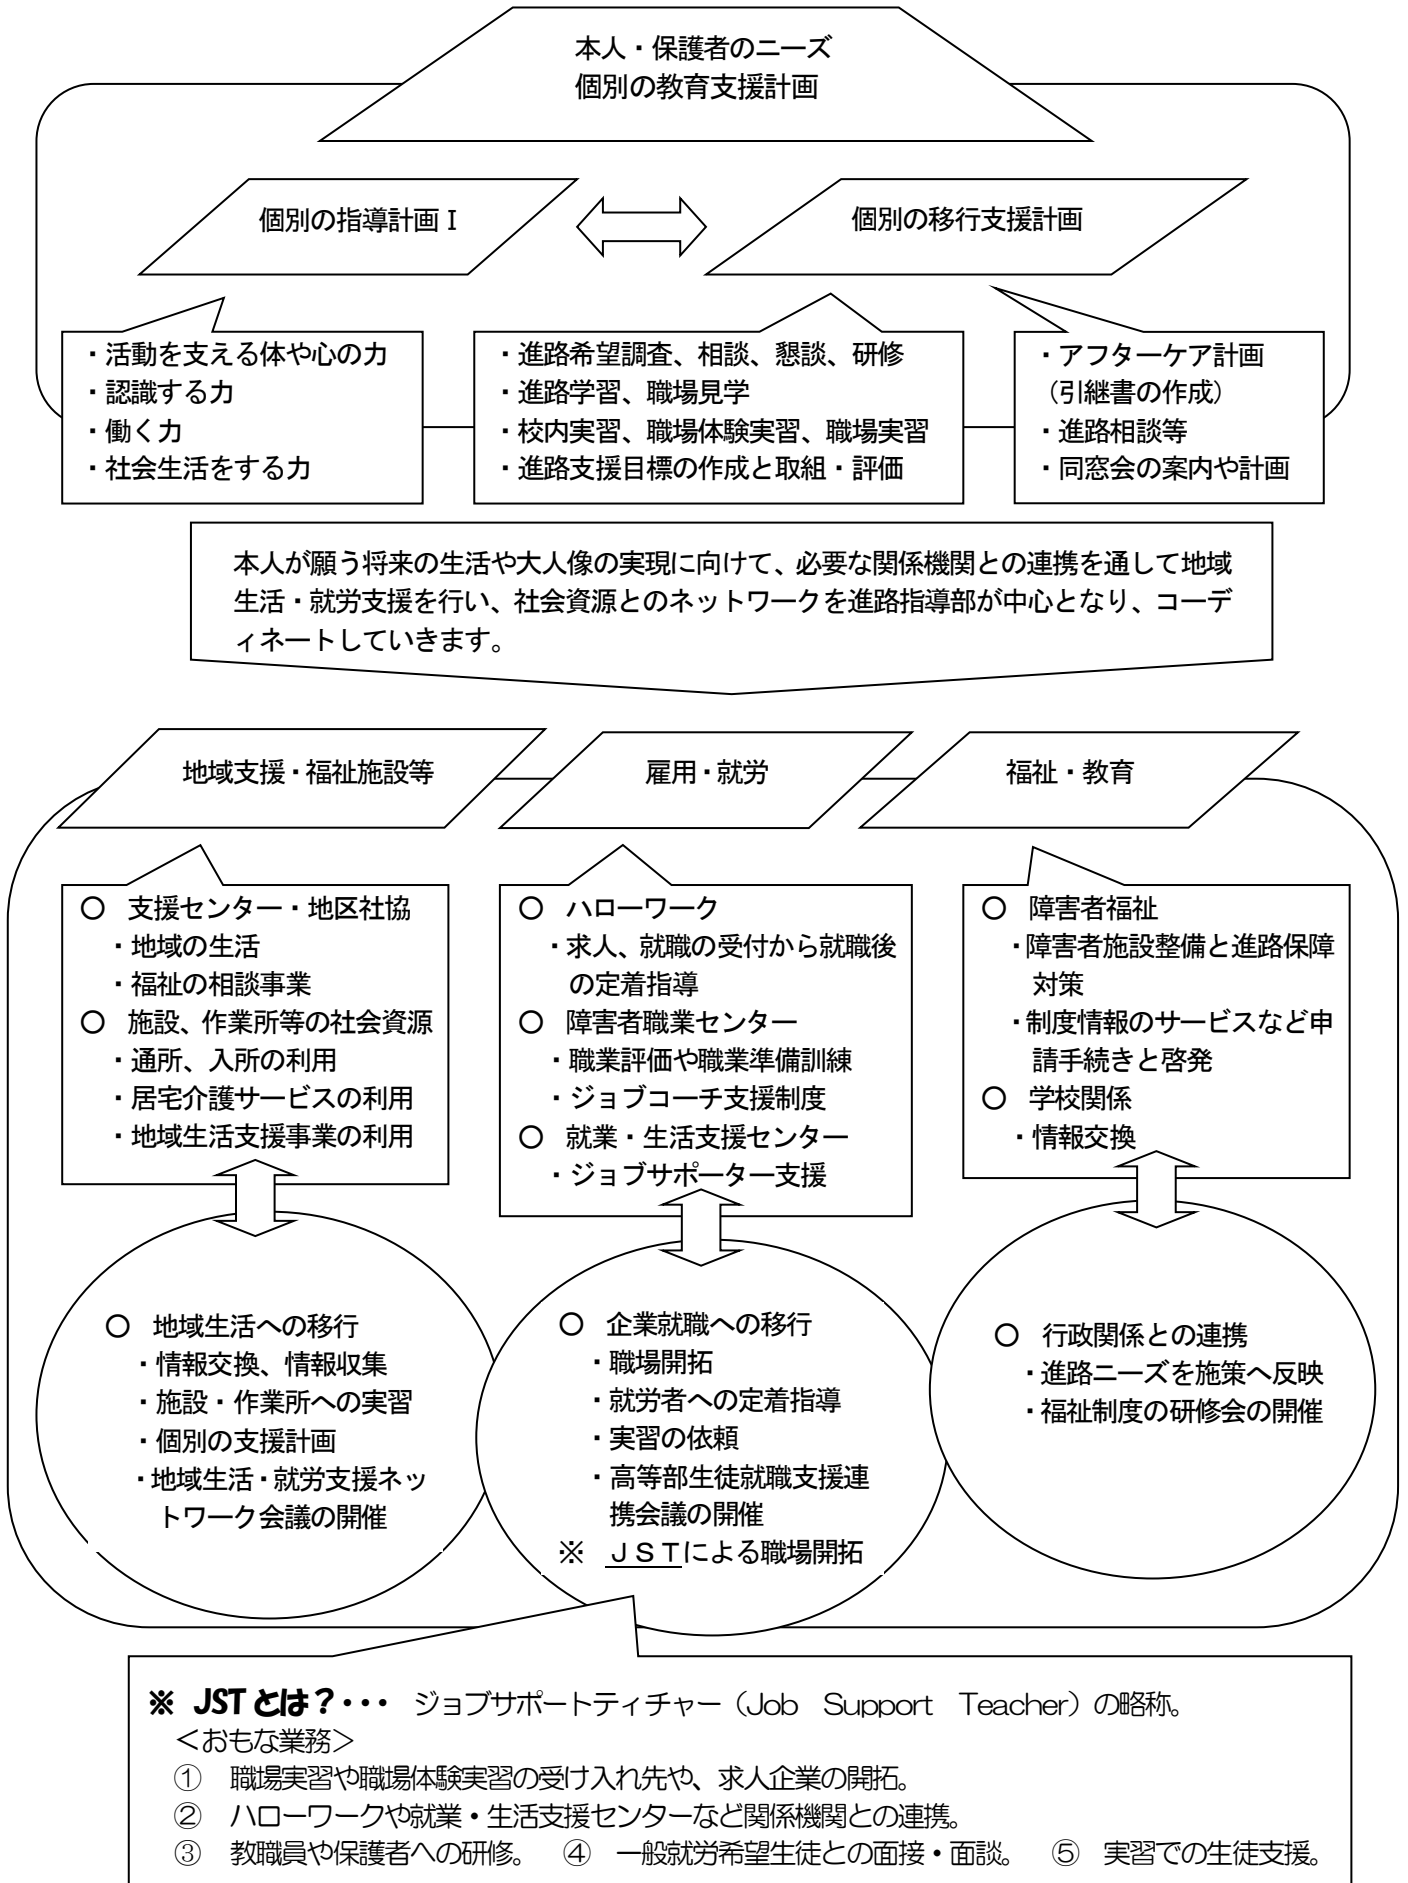 本人・保護者のニーズ
個別の教育支援計画
個別の指導計画Ⅰ
個別の移行支援計画
・活動を支える体や心の力
・認識する力
・働く力
・社会生活をする力
・進路希望調査、相談、懇談、研修
・進路学習、職場見学
・校内実習、職場体験実習、職場実習
・進路支援目標の作成と取組・評価
・アフターケア計画
（引継書の作成）
・進路相談等
・同窓会の案内や計画
本人が願う将来の生活や大人像の実現に向けて、必要な関係機関との連携を通して地域
生活・就労支援を行い、社会資源とのネットワークを進路指導部が中心となり、コーデ
ィネートしていきます。
地域支援・福祉施設等
雇用・就労
福祉・教育
○　支援センター・地区社協
・地域の生活
・福祉の相談事業
○　施設、作業所等の社会資源
・通所、入所の利用
・居宅介護サービスの利用
・地域生活支援事業の利用
○　ハローワーク
・求人、就職の受付から就職後
の定着指導
○　障害者職業センター
・職業評価や職業準備訓練
・ジョブコーチ支援制度
○　就業・生活支援センター
・ジョブサポーター支援
○　障害者福祉
・障害者施設整備と進路保障
対策
・制度情報のサービスなど申
請手続きと啓発
○　学校関係
・情報交換
○　地域生活への移行
・情報交換、情報収集
・施設・作業所への実習
・個別の支援計画
・地域生活・就労支援ネッ
トワーク会議の開催
○　企業就職への移行
・職場開拓
・就労者への定着指導
・実習の依頼
・高等部生徒就職支援連
携会議の開催
※　ＪＳＴによる職場開拓
○　行政関係との連携
・進路ニーズを施策へ反映
・福祉制度の研修会の開催
※ JSTとは？・・・　ジョブサポートティチャー（Job　Support　Teacher）の略称。
＜おもな業務＞
①　職場実習や職場体験実習の受け入れ先や、求人企業の開拓。
②　ハローワークや就業・生活支援センターなど関係機関との連携。
③　教職員や保護者への研修。　④　一般就労希望生徒との面接・面談。　⑤　実習での生徒支援。